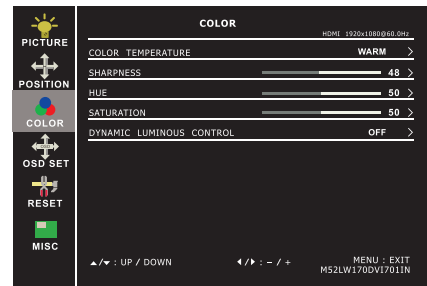 COLOR
HDMI 1920x1080@60.0Hz
PICTURE
POSITION
COLOR
OSD SET
RESET
MISC
COLOR TEMPERATURE WARM >
SHARPNESS 48 >
HUE 50 >
SATURATION 50 >
DYNAMIC LUMINOUS CONTROL OFF >
▲/▼ : UP / DOWN ◀/▶ : – / + MENU : EXIT
M52LW170DVI701IN